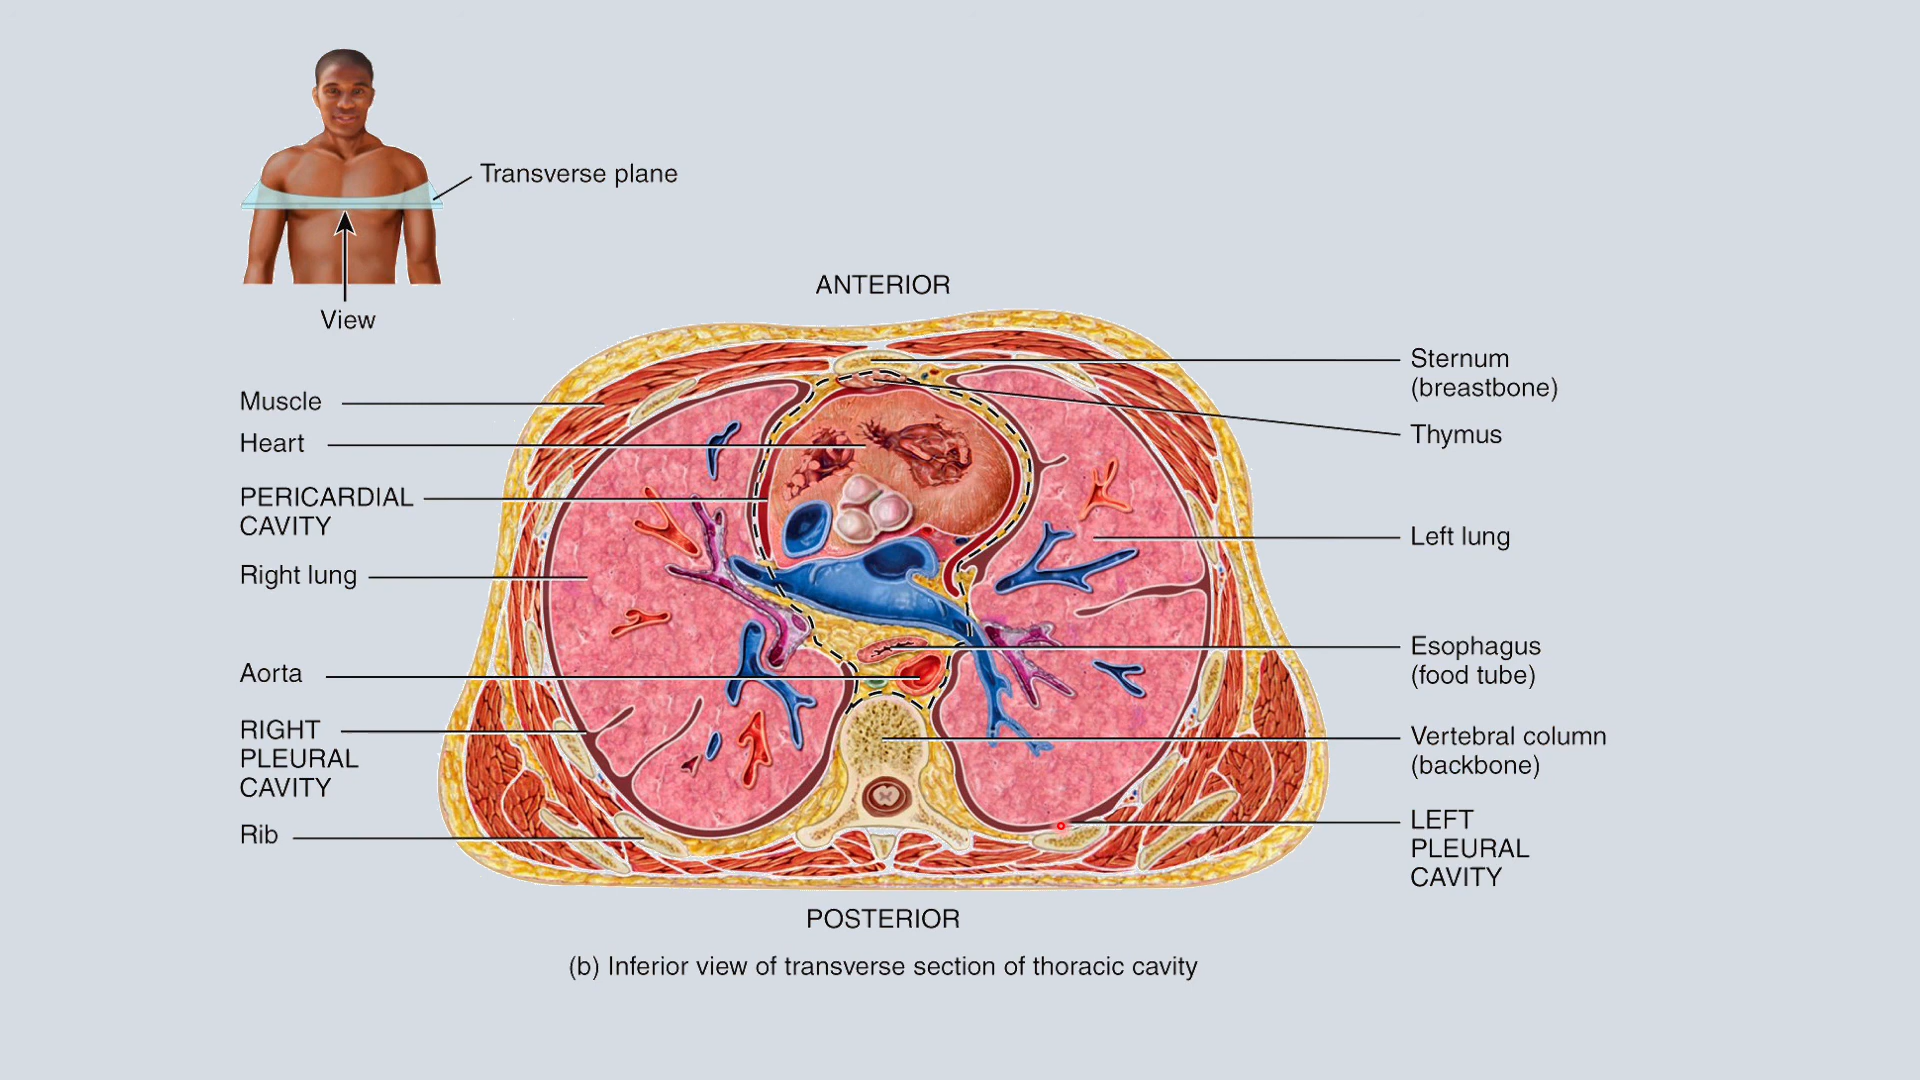 Transverse plane
View
ANTERIOR
Muscle
Heart
PERICARDIAL
CAVITY
Right lung
Aorta
RIGHT
PLEURAL
CAVITY
Rib
Sternum
(breastbone)
Thymus
Left lung
Esophagus
(food tube)
Vertebral column
(backbone)
LEFT
PLEURAL
CAVITY
POSTERIOR
(b) Inferior view of transverse section of thoracic cavity